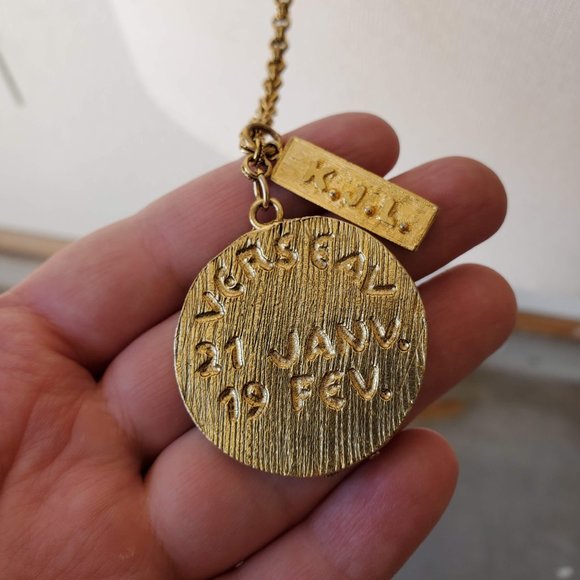 K.J.L.
VERSEAU
21 JANV.
19 FEV.